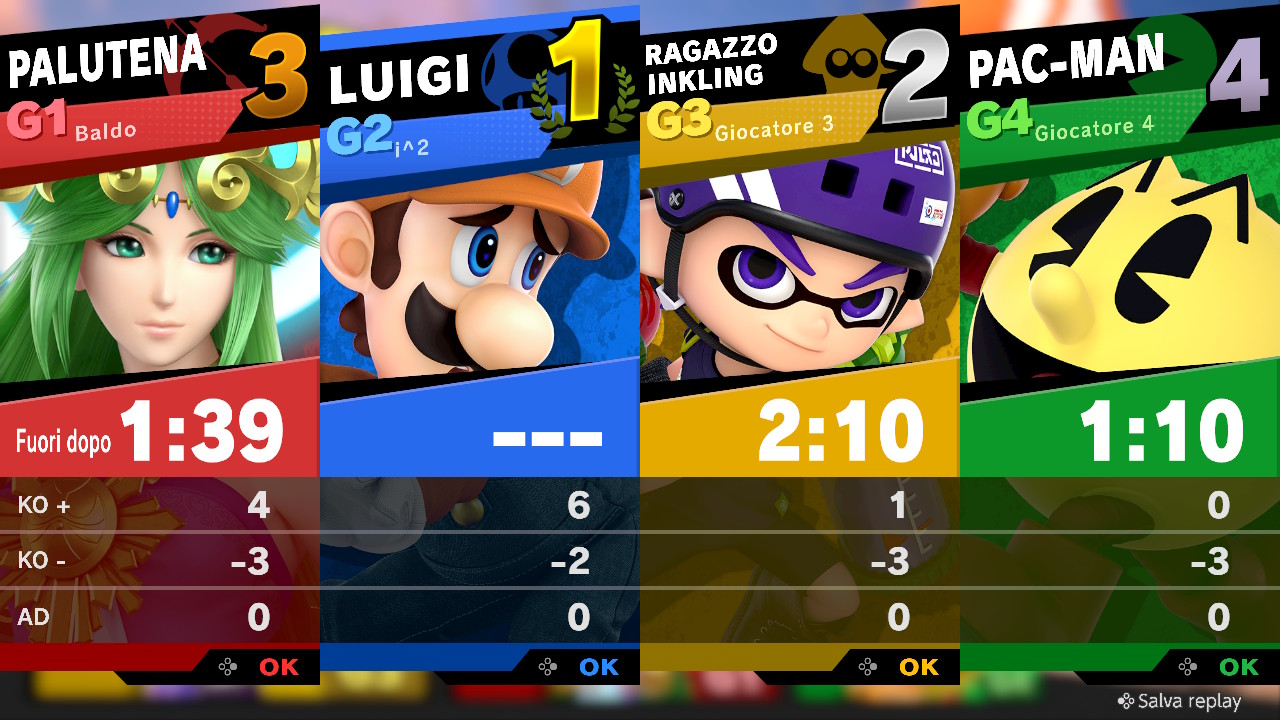 PALUTENA
3
G1 Baldo
LUIGI
1
G2 i^2
RAGAZZO
INKLING
2
G3 Giocatore 3
PAC-MAN
4
G4 Giocatore 4
Fuori dopo 1:39
---
2:10
1:10
KO + 4 6 1 0
KO - -3 -2 -3 -3
AD 0 0 0 0
OK OK OK OK
Salva replay